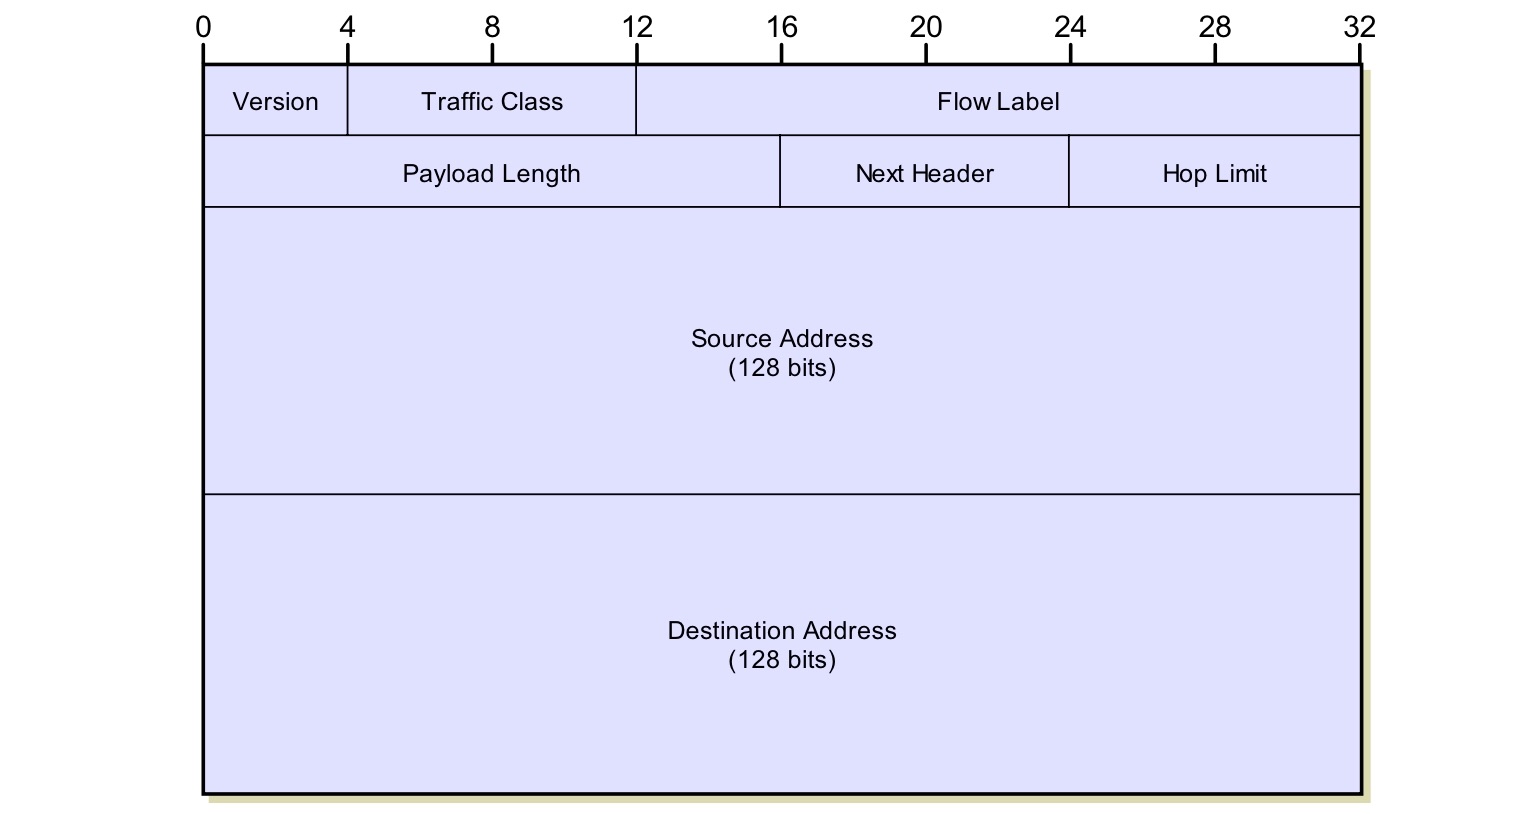 0 4 8 12 16 20 24 28 32
Version Traffic Class Flow Label
Payload Length Next Header Hop Limit
Source Address
(128 bits)
Destination Address
(128 bits)